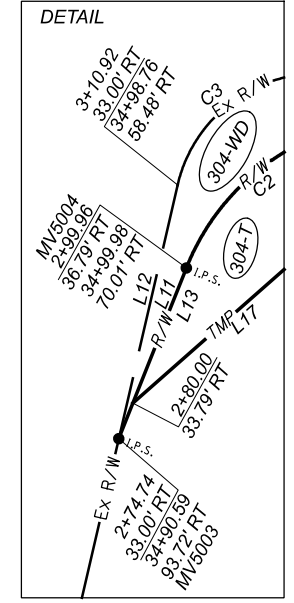 DETAIL
3+10.92
33.00' RT
34+98.76
58.48' RT
C3
Ex R/W
304-WD
R/W
C2
MV5004
2+99.96
36.79' RT
34+99.98
70.01' RT
I.P.S.
304-T
L12
L11
R/W
L13
TMP
L17
2+80.00
33.79' RT
I.P.S.
Ex R/W
2+74.74
33.00' RT
34+90.59
93.72' RT
MV5003